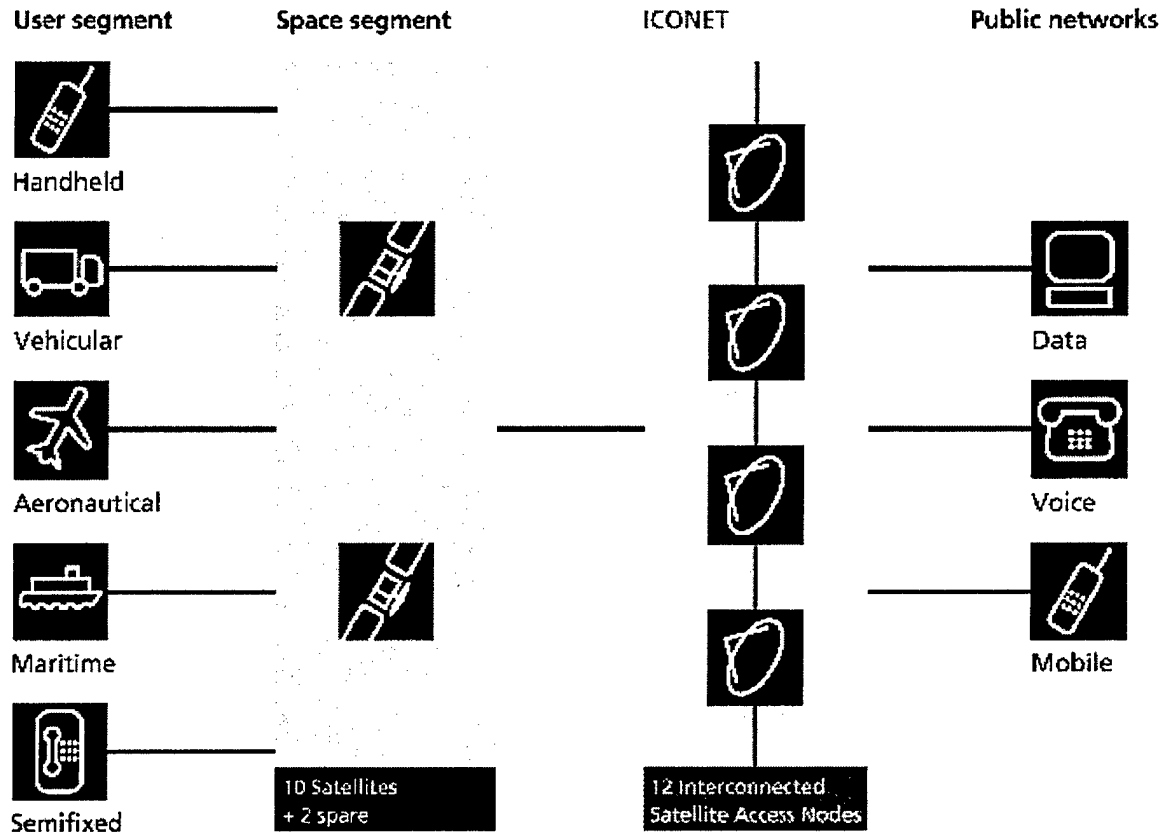 User segment
Space segment
ICONET
Public networks
Handheld
Vehicular
Aeronautical
Maritime
Semifixed
10 Satellites
+ 2 spare
12 Interconnected
Satellite Access Nodes
Data
Voice
Mobile